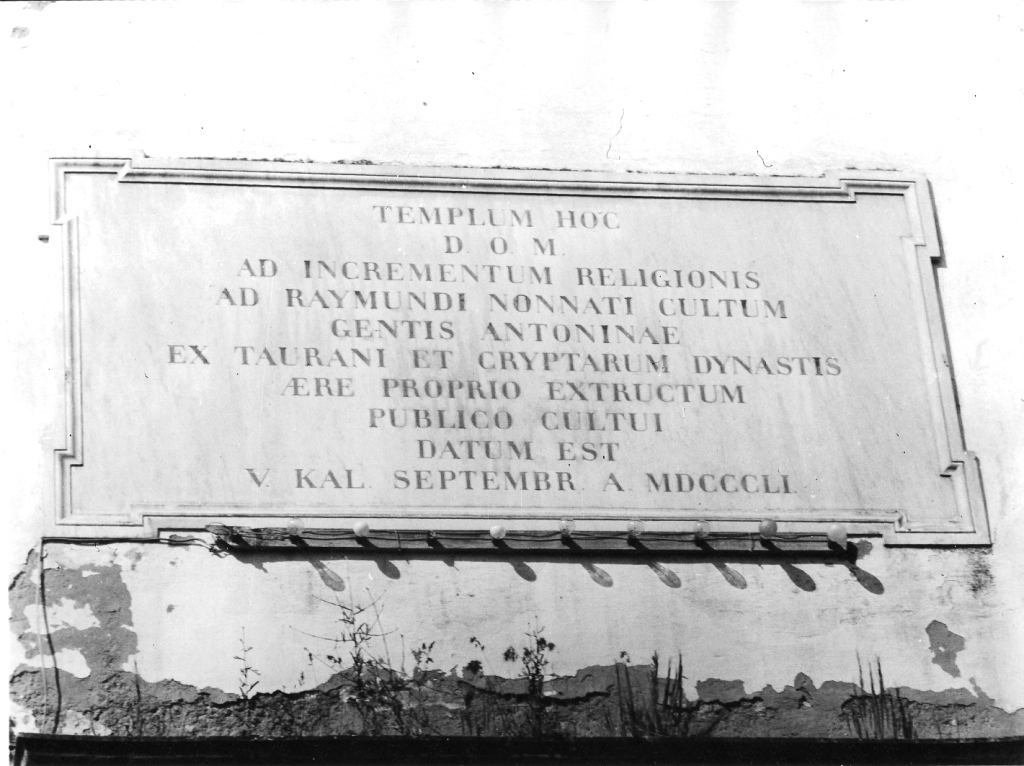 TEMPLUM HOC
D. O. M.
AD INCREMENTUM RELIGIONIS
AD RAYMUNDI NONNATI CULTUM
GENTIS ANTONINAE
EX TAURANI ET CRYPTARUM DYNASTIS
ÆRE PROPRIO EXTRUCTUM
PUBLICO CULTUI
DATUM EST
V. KAL. SEPTEMBR. A. MDCCCLI.